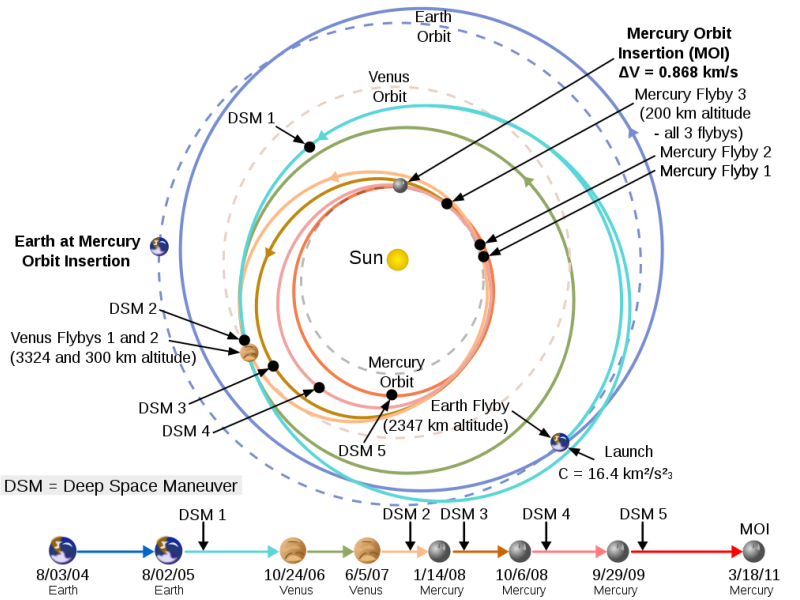 Earth
Orbit
Mercury Orbit
Insertion (MOI)
ΔV = 0.868 km/s
Venus
Orbit
Mercury Flyby 3
(200 km altitude
- all 3 flybys)
DSM 1
Mercury Flyby 2
Mercury Flyby 1
Earth at Mercury
Orbit Insertion
Sun
DSM 2
Venus Flybys 1 and 2
(3324 and 300 km altitude)
Mercury
Orbit
DSM 3
DSM 4
DSM 5
Earth Flyby
(2347 km altitude)
Launch
C = 16.4 km²/s²₃
DSM = Deep Space Maneuver
DSM 1
DSM 2
DSM 3
DSM 4
DSM 5
MOI
8/03/04
Earth
8/02/05
Earth
10/24/06
Venus
6/5/07
Venus
1/14/08
Mercury
10/6/08
Mercury
9/29/09
Mercury
3/18/11
Mercury